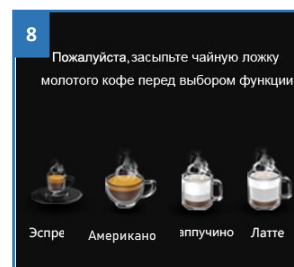 8
Пожалуйста, засыпьте чайную ложку
молотого кофе перед выбором функции
Эспре Американо аппучино Латте